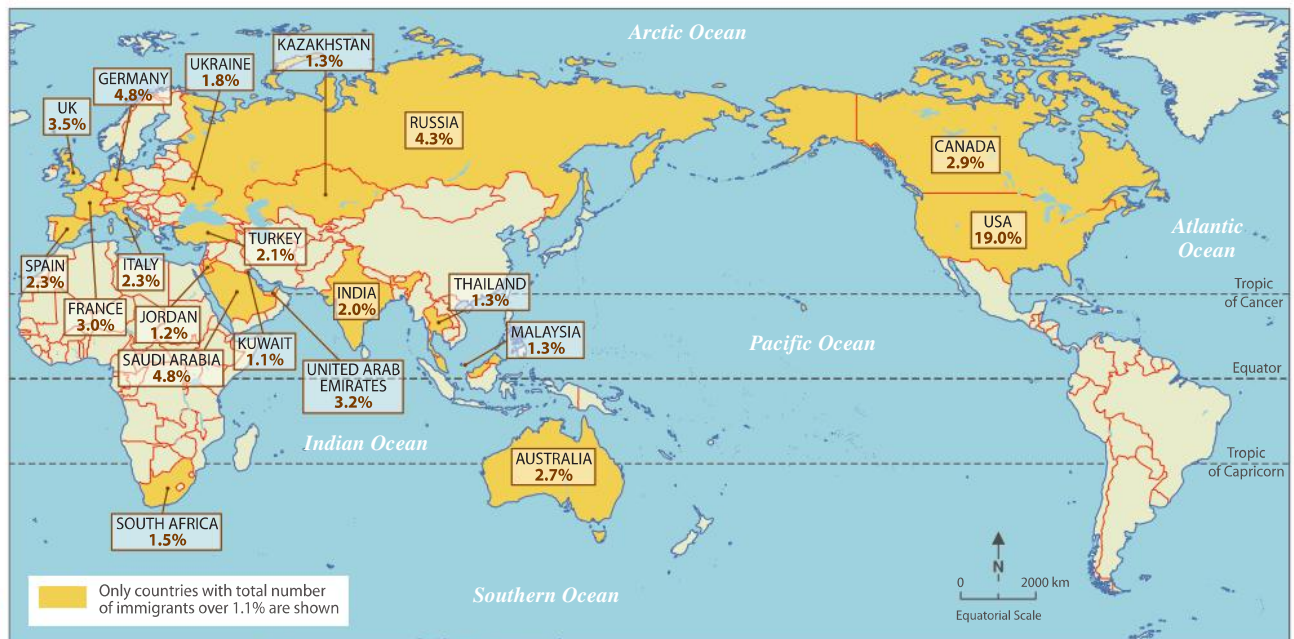 Arctic Ocean
KAZAKHSTAN
1.3%
UKRAINE
1.8%
GERMANY
4.8%
UK
3.5%
RUSSIA
4.3%
CANADA
2.9%
USA
19.0%
Atlantic
Ocean
TURKEY
2.1%
SPAIN
2.3%
ITALY
2.3%
FRANCE
3.0%
JORDAN
1.2%
INDIA
2.0%
THAILAND
1.3%
Tropic
of Cancer
SAUDI ARABIA
4.8%
KUWAIT
1.1%
UNITED ARAB
EMIRATES
3.2%
MALAYSIA
1.3%
Pacific Ocean
Equator
Indian Ocean
AUSTRALIA
2.7%
Tropic
of Capricorn
SOUTH AFRICA
1.5%
Southern Ocean
Only countries with total number
of immigrants over 1.1% are shown
N
0 2000 km
Equatorial Scale